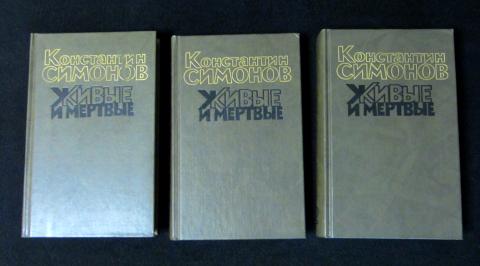 Константин
СИМОНОВ
ЖИВЫЕ
И МЕРТВЫЕ
Константин
СИМОНОВ
ЖИВЫЕ
И МЕРТВЫЕ
Константин
СИМОНОВ
ЖИВЫЕ
И МЕРТВЫЕ